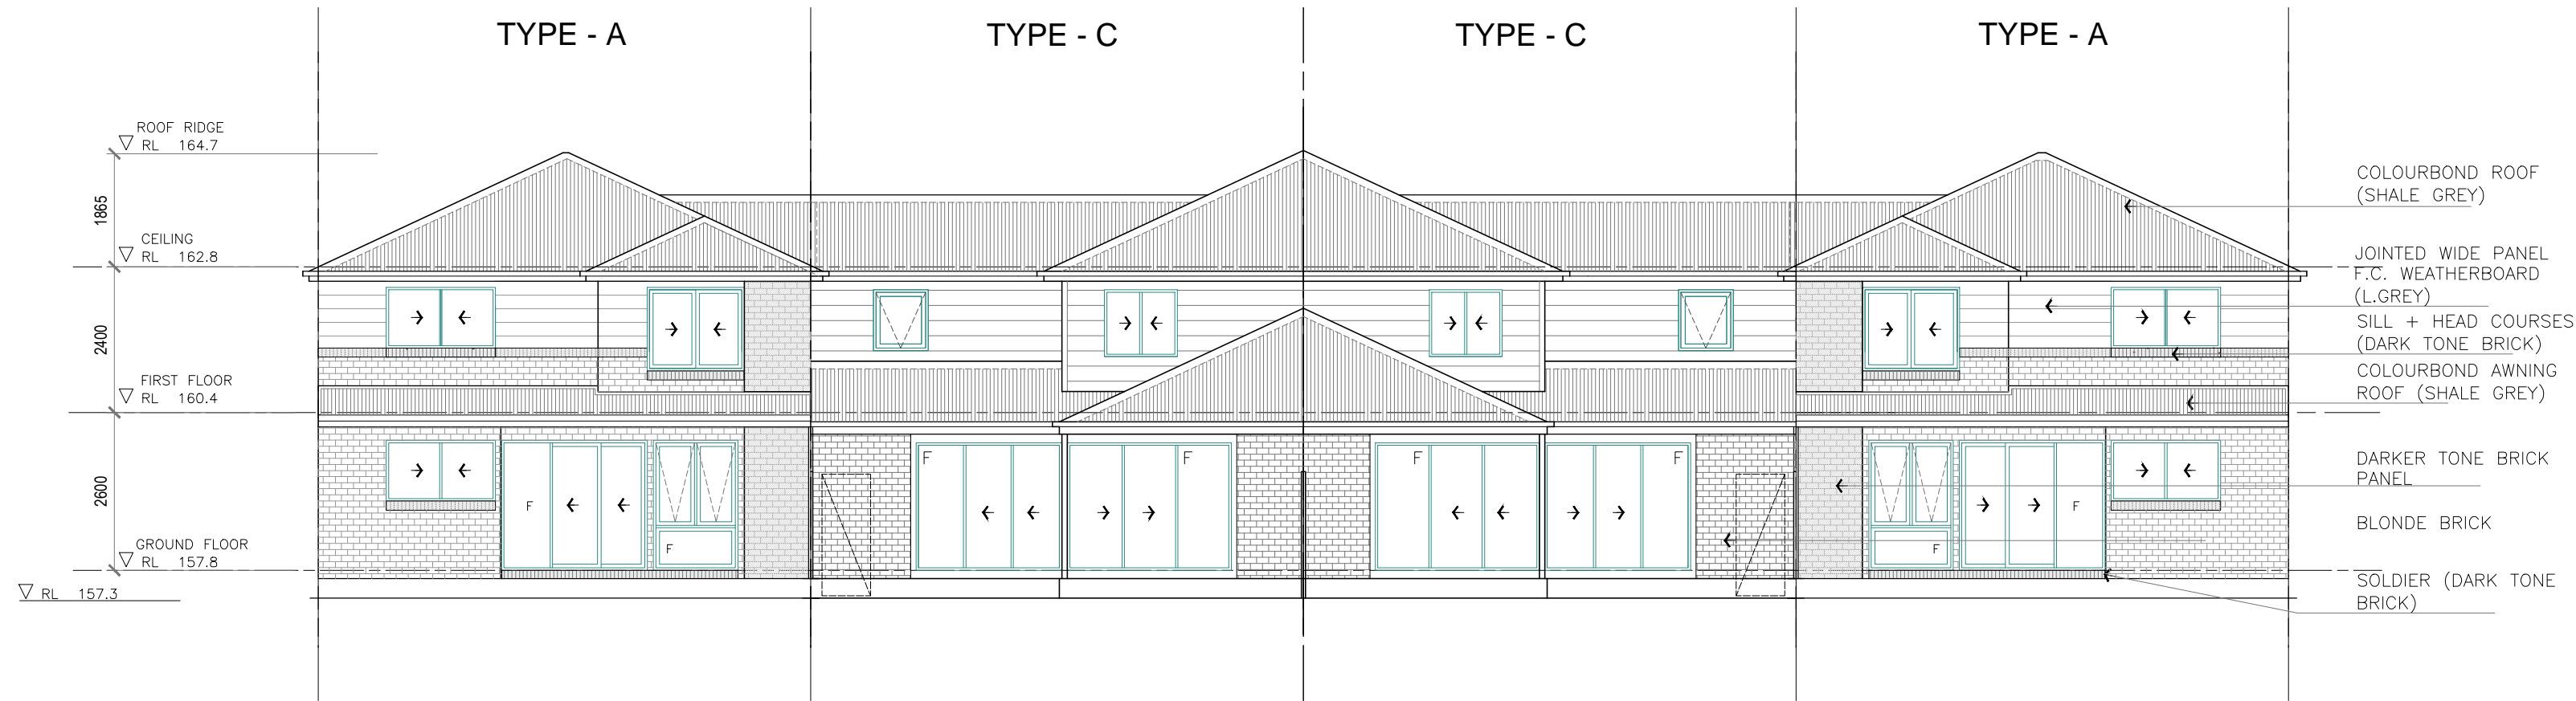 TYPE - A
TYPE - C
TYPE - C
TYPE - A
ROOF RIDGE
RL 164.7
1865
CEILING
RL 162.8
2400
FIRST FLOOR
RL 160.4
2600
GROUND FLOOR
RL 157.8
RL 157.3
F
F
F
F
F
F
F
F
COLOURBOND ROOF
(SHALE GREY)
JOINTED WIDE PANEL
F.C. WEATHERBOARD
(L.GREY)
SILL + HEAD COURSES
(DARK TONE BRICK)
COLOURBOND AWNING
ROOF (SHALE GREY)
DARKER TONE BRICK
PANEL
BLONDE BRICK
SOLDIER (DARK TONE
BRICK)